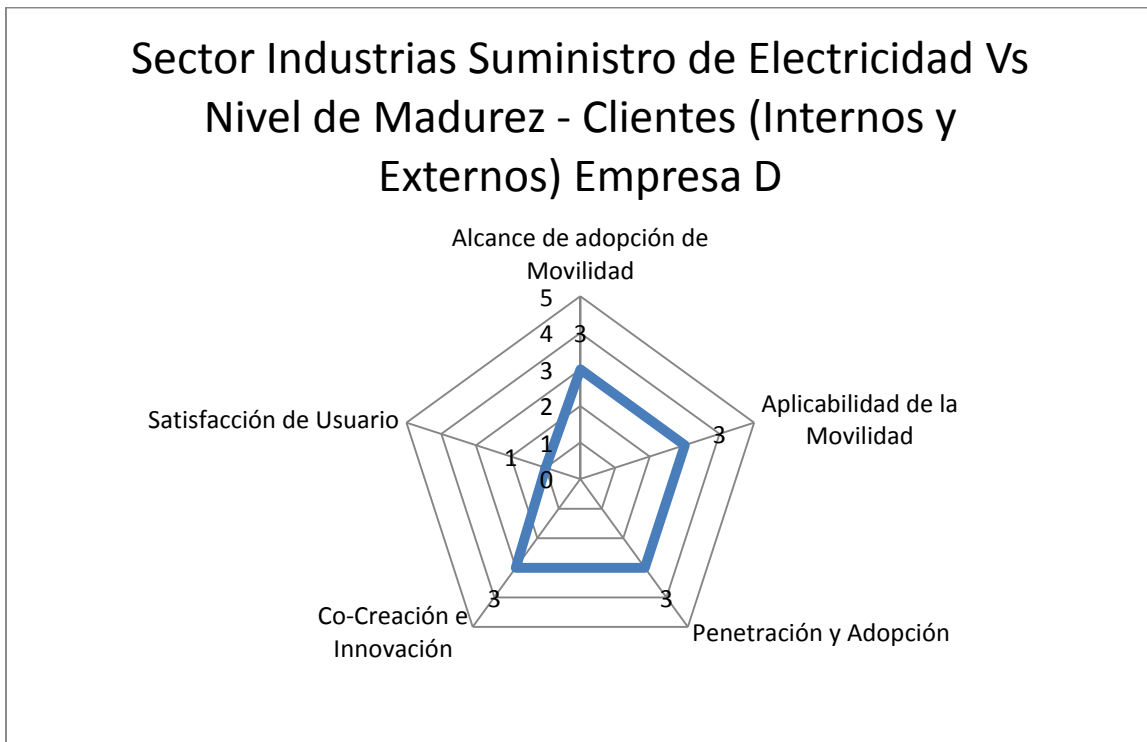 Sector Industrias Suministro de Electricidad Vs
Nivel de Madurez - Clientes (Internos y
Externos) Empresa D
Alcance de adopción de
Movilidad
5
4
3
3
2
1
0
Aplicabilidad de la
Movilidad
3
Satisfacción de Usuario
1
Co-Creación e
Innovación
3
3
Penetración y Adopción